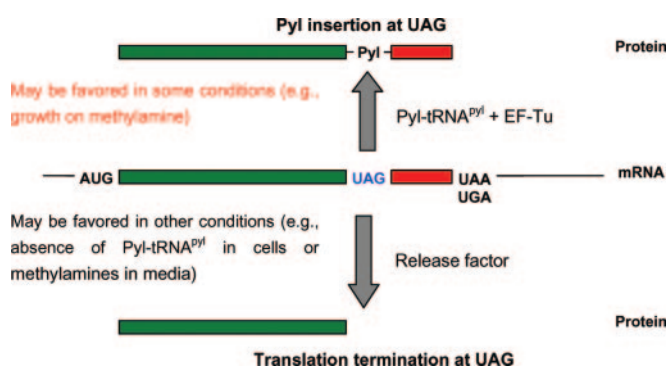 Pyl insertion at UAG
Pyl
Protein
May be favored in some conditions (e.g.,
growth on methylamine)
Pyl-tRNAᵖʸˡ + EF-Tu
AUG UAG UAA mRNA
UGA
May be favored in other conditions (e.g.,
absence of Pyl-tRNAᵖʸˡ in cells or
methylamines in media)
Release factor
Protein
Translation termination at UAG